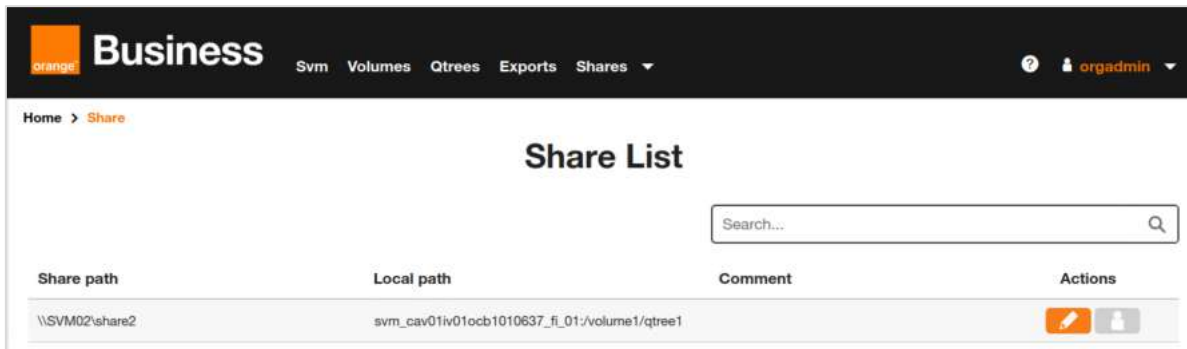 orange Business Svm Volumes Qtrees Exports Shares ? orgadmin
Home > Share
Share List
Search...
Share path Local path Comment Actions
\\SVM02\share2 svm_cav01iv01ocb1010637_fi_01:/volume1/qtree1